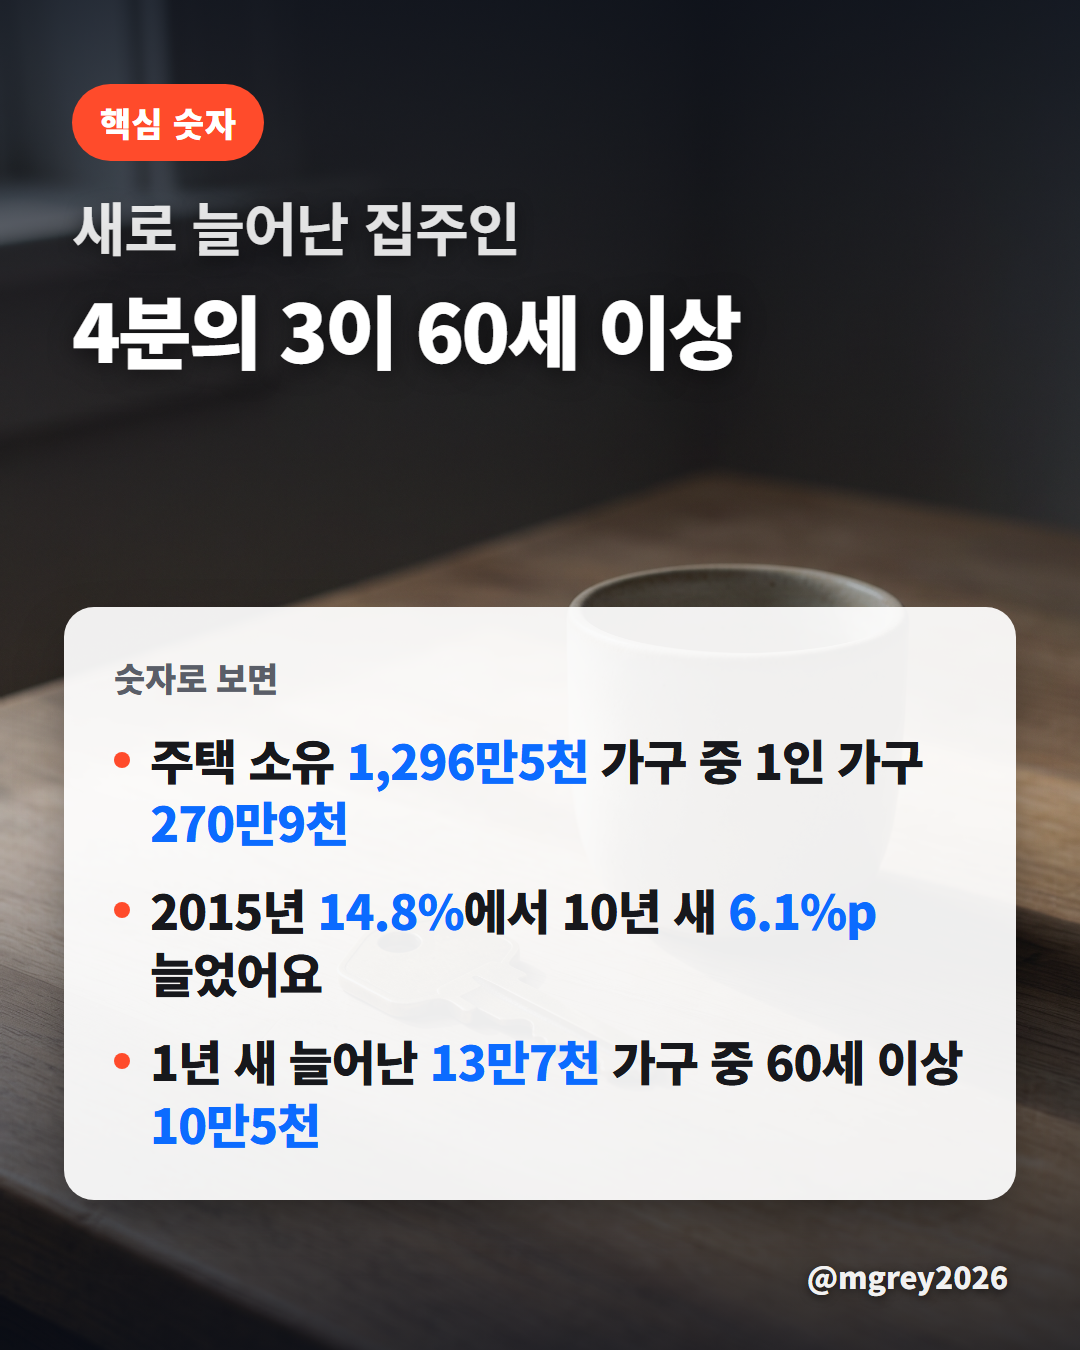 핵심 숫자
새로 늘어난 집주인
4분의 3이 60세 이상
숫자로 보면
주택 소유 1,296만5천 가구 중 1인 가구
270만9천
2015년 14.8%에서 10년 새 6.1%p
늘었어요
1년 새 늘어난 13만7천 가구 중 60세 이상
10만5천
@mgrey2026